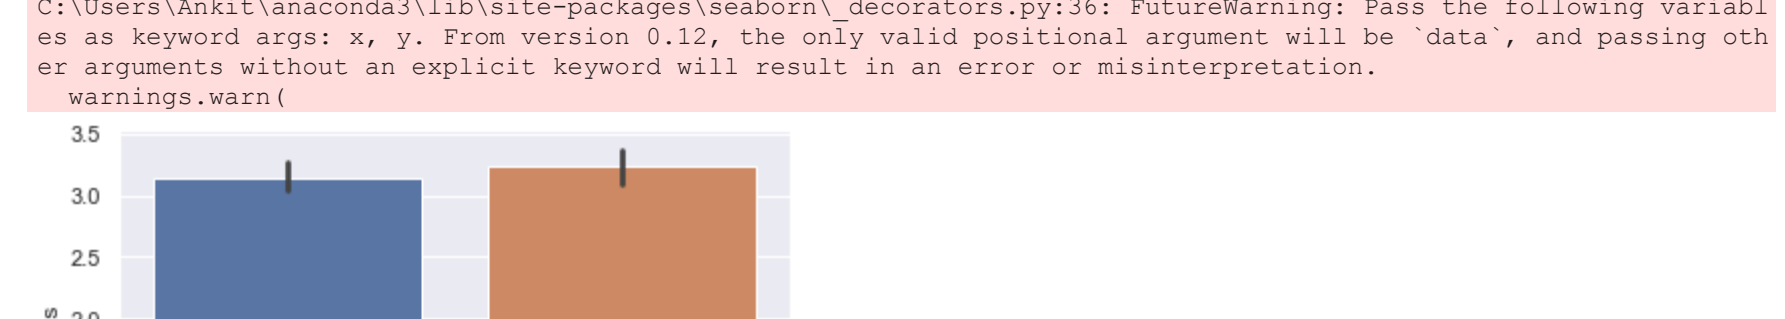 C:\Users\Ankit\anaconda3\lib\site-packages\seaborn\_decorators.py:36: FutureWarning: Pass the following variabl
es as keyword args: x, y. From version 0.12, the only valid positional argument will be `data`, and passing oth
er arguments without an explicit keyword will result in an error or misinterpretation.
warnings.warn(
3.5
3.0
2.5
s
2.0